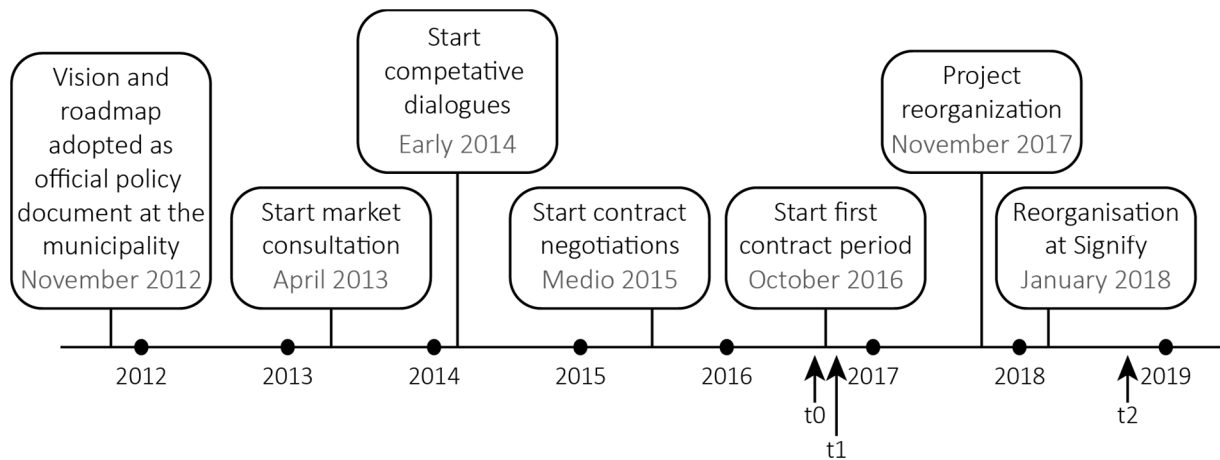 Vision and
roadmap
adopted as
official policy
document at the
municipality
November 2012
Start market
consultation
April 2013
Start
competative
dialogues
Early 2014
Start contract
negotiations
Medio 2015
Start first
contract period
October 2016
Project
reorganization
November 2017
Reorganisation
at Signify
January 2018
2012
2013
2014
2015
2016
2017
2018
2019
t0
t1
t2